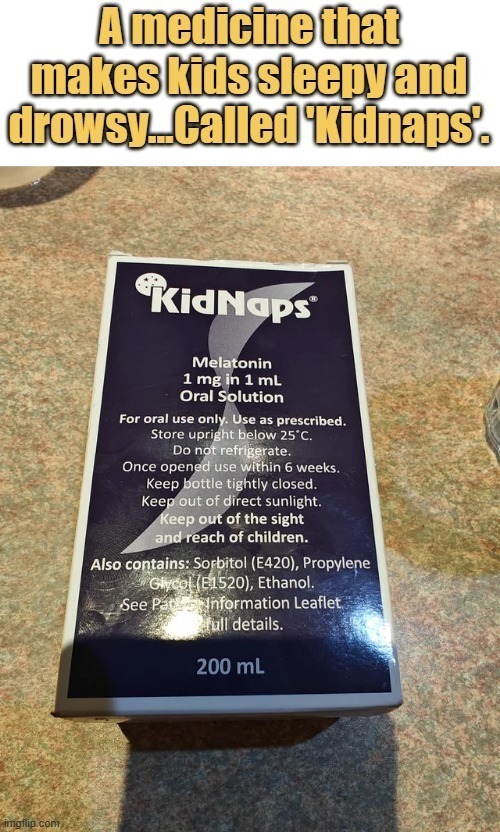 A medicine that
makes kids sleepy and
drowsy...Called 'Kidnaps'.
KidNaps®
Melatonin
1 mg in 1 mL
Oral Solution
For oral use only. Use as prescribed.
Store upright below 25°C.
Do not refrigerate.
Once opened use within 6 weeks.
Keep bottle tightly closed.
Keep out of direct sunlight.
Keep out of the sight
and reach of children.
Also contains: Sorbitol (E420), Propylene
Glycol (E1520), Ethanol.
See Information Leaflet
full details.
200 mL
imgflip.com